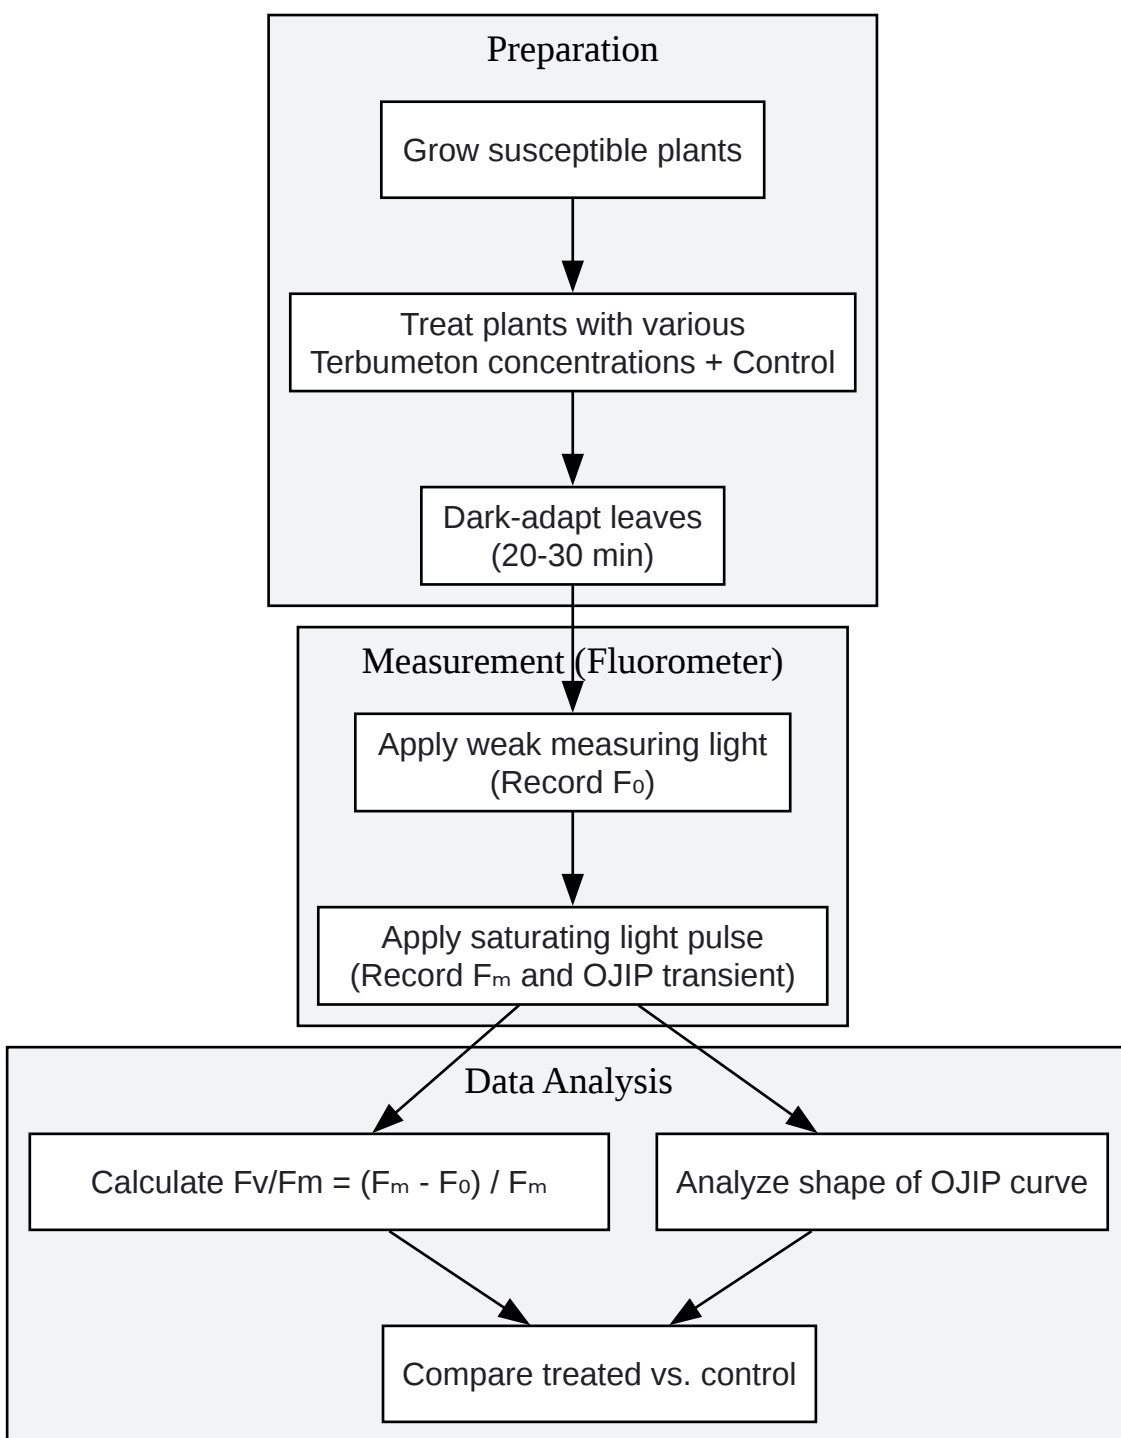 Preparation
Grow susceptible plants
Treat plants with various
Terbumeton concentrations + Control
Dark-adapt leaves
(20-30 min)
Measurement (Fluorometer)
Apply weak measuring light
(Record F₀)
Apply saturating light pulse
(Record Fₘ and OJIP transient)
Data Analysis
Calculate Fv/Fm = (Fₘ - F₀) / Fₘ
Analyze shape of OJIP curve
Compare treated vs. control